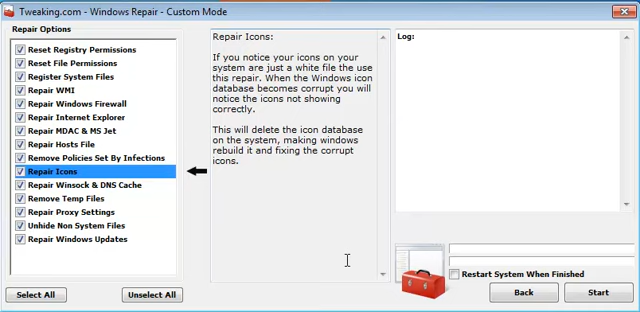 Tweaking.com - Windows Repair - Custom Mode
Repair Options
Reset Registry Permissions
Reset File Permissions
Register System Files
Repair WMI
Repair Windows Firewall
Repair Internet Explorer
Repair MDAC & MS Jet
Repair Hosts File
Remove Policies Set By Infections
Repair Icons
Repair Winsock & DNS Cache
Remove Temp Files
Repair Proxy Settings
Unhide Non System Files
Repair Windows Updates
Select All
Unselect All
Repair Icons:
If you notice your icons on your
system are just a white file the use
this repair. When the Windows icon
database becomes corrupt you will
notice the icons not showing
correctly.
This will delete the icon database
on the system, making windows
rebuild it and fixing the corrupt
icons.
Log:
Restart System When Finished
Back
Start